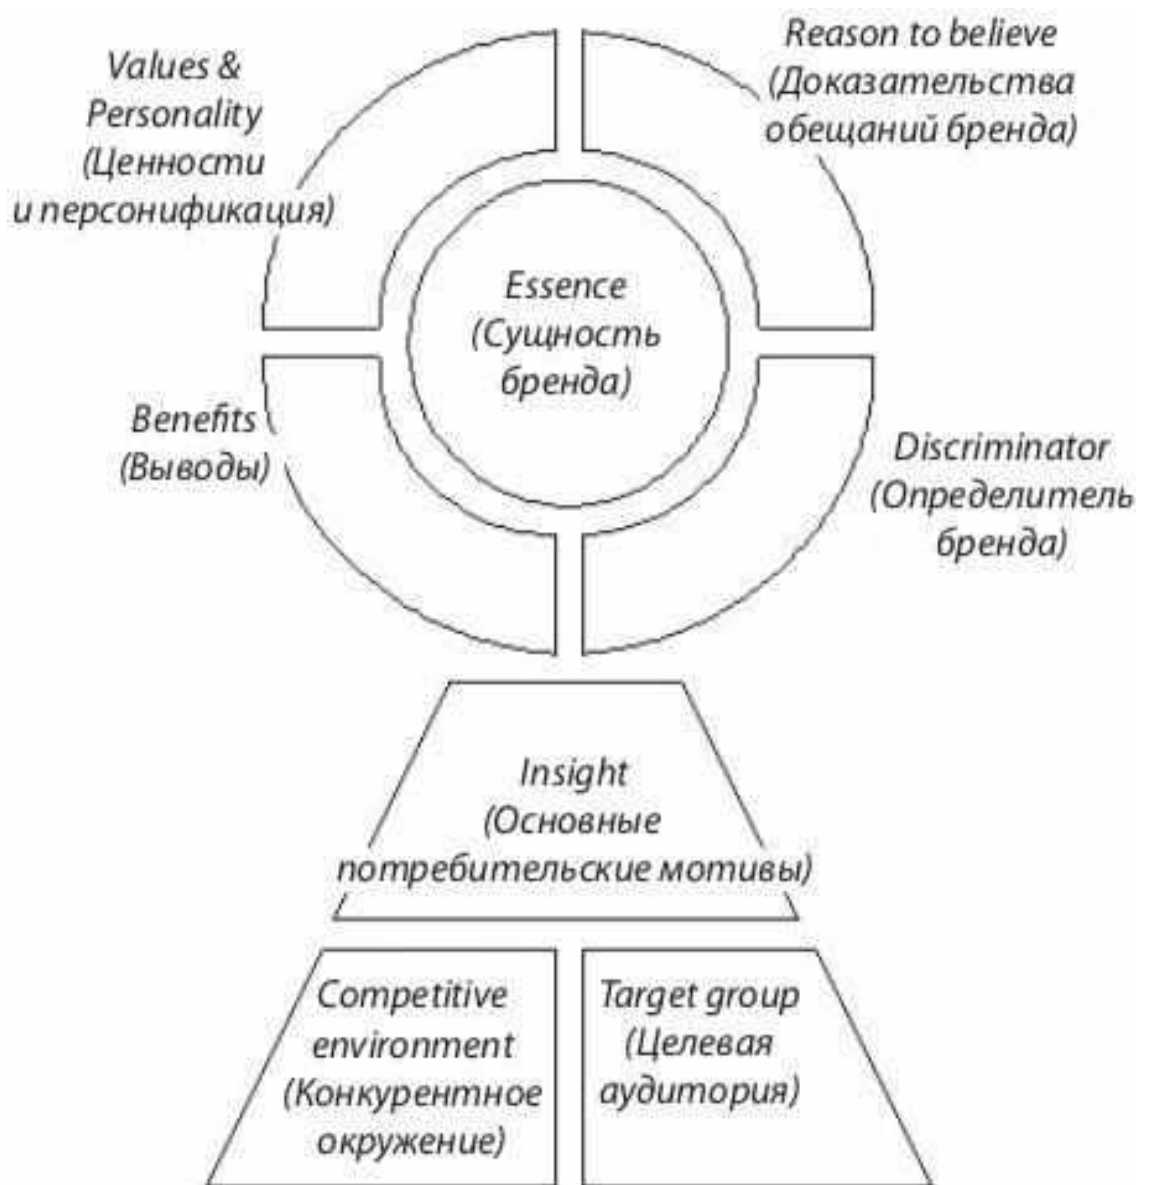 Values &
Personality
(Ценности
и персонификация)
Reason to believe
(Доказательства
обещаний бренда)
Essence
(Сущность
бренда)
Benefits
(Выводы)
Discriminator
(Определитель
бренда)
Insight
(Основные
потребительские мотивы)
Competitive
environment
(Конкурентное
окружение)
Target group
(Целевая
аудитория)